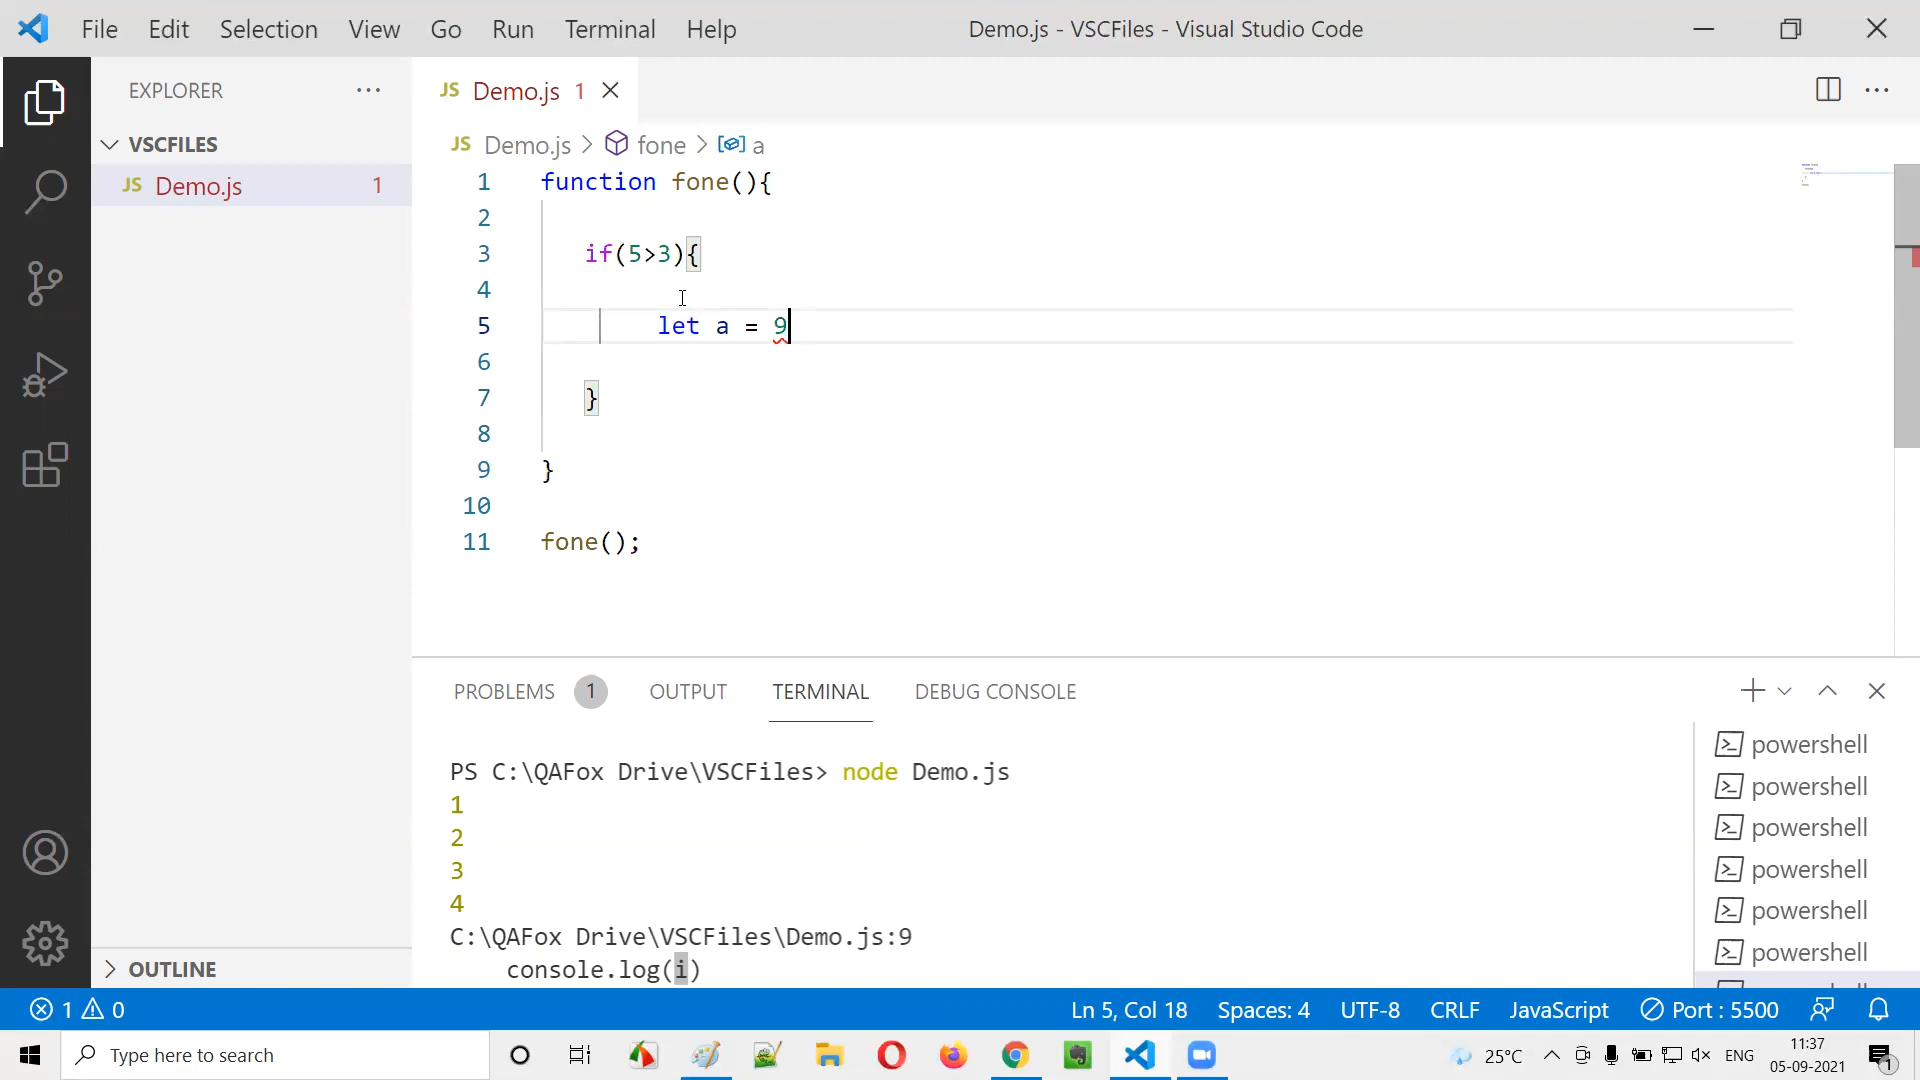 File Edit Selection View Go Run Terminal Help Demo.js - VSCFiles - Visual Studio Code
EXPLORER ···
JS Demo.js 1
VSCFILES
JS Demo.js 1
JS Demo.js > fone > a
1 function fone(){
2
3 if(5>3){
4
5 let a = 9
6
7 }
8
9 }
10
11 fone();
PROBLEMS 1 OUTPUT TERMINAL DEBUG CONSOLE
PS C:\QAFox Drive\VSCFiles> node Demo.js
1
2
3
4
C:\QAFox Drive\VSCFiles\Demo.js:9
console.log(i)
powershell
powershell
powershell
powershell
powershell
powershell
OUTLINE
1 0 Ln 5, Col 18 Spaces: 4 UTF-8 CRLF JavaScript Port : 5500
Type here to search
25°C ENG 11:37
05-09-2021
1